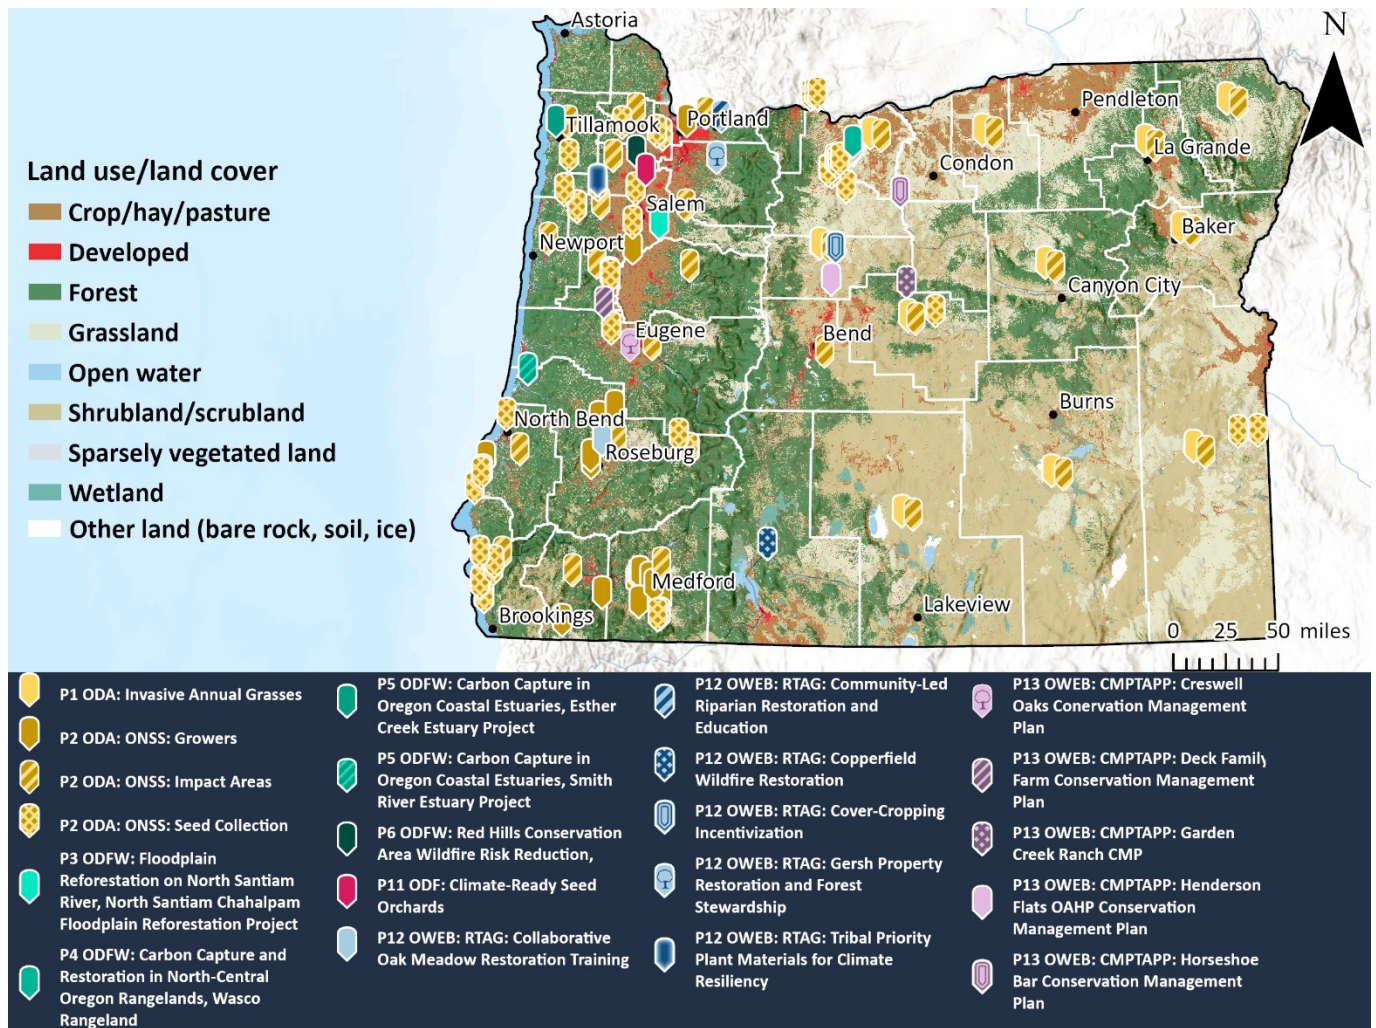 Astoria
N
Pendleton
Portland
Tillamook
La Grande
Condon
Land use/land cover
Crop/hay/pasture
Salem
Baker
Developed
Newport
Forest
Canyon City
Grassland
Eugene
Bend
Open water
Shrubland/scrubland
Burns
North Bend
Sparsely vegetated land
Roseburg
Wetland
Other land (bare rock, soil, ice)
Medford
Lakeview
Brookings
0 25 50 miles
P1 ODA: Invasive Annual Grasses
P2 ODA: ONSS: Growers
P2 ODA: ONSS: Impact Areas
P2 ODA: ONSS: Seed Collection
P3 ODFW: Floodplain
Reforestation on North Santiam
River, North Santiam Chahalpam
Floodplain Reforestation Project
P4 ODFW: Carbon Capture and
Restoration in North-Central
Oregon Rangelands, Wasco
Rangeland
P5 ODFW: Carbon Capture in
Oregon Coastal Estuaries, Esther
Creek Estuary Project
P5 ODFW: Carbon Capture in
Oregon Coastal Estuaries, Smith
River Estuary Project
P6 ODFW: Red Hills Conservation
Area Wildfire Risk Reduction,
P11 ODF: Climate-Ready Seed
Orchards
P12 OWEB: RTAG: Collaborative
Oak Meadow Restoration Training
P12 OWEB: RTAG: Community-Led
Riparian Restoration and
Education
P12 OWEB: RTAG: Copperfield
Wildfire Restoration
P12 OWEB: RTAG: Cover-Cropping
Incentivization
P12 OWEB: RTAG: Gersh Property
Restoration and Forest
Stewardship
P12 OWEB: RTAG: Tribal Priority
Plant Materials for Climate
Resiliency
P13 OWEB: CMPTAPP: Creswell
Oaks Conervation Management
Plan
P13 OWEB: CMPTAPP: Deck Family
Farm Conservation Management
Plan
P13 OWEB: CMPTAPP: Garden
Creek Ranch CMP
P13 OWEB: CMPTAPP: Henderson
Flats OAHP Conservation
Management Plan
P13 OWEB: CMPTAPP: Horseshoe
Bar Conservation Management
Plan